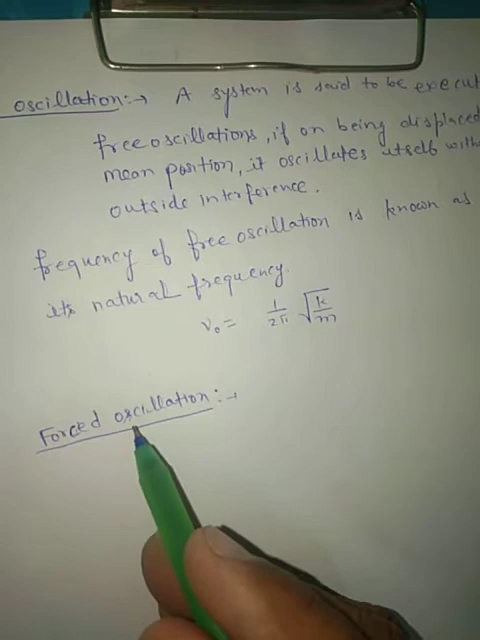 oscillation:→ A system is said to be execut
free oscillations, if on being displaced
mean postion, it oscillates itself with
outside interference.
frequency of free oscillation is known as
its natural frequency.
ν₀ = 1/2π √k/m
Forced oscillation:→